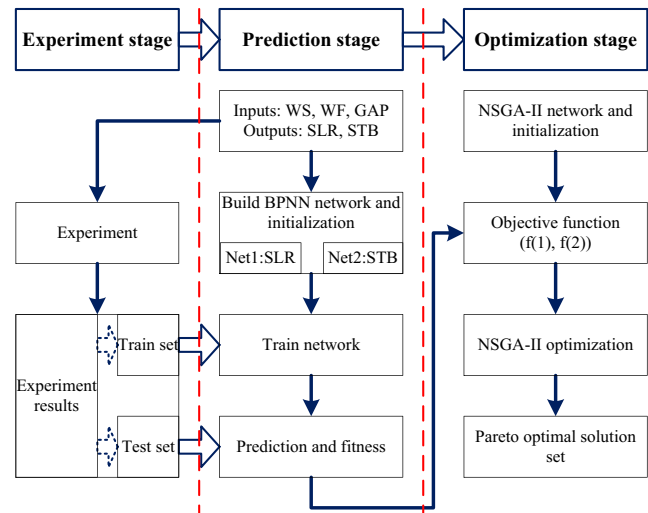 Experiment stage
Prediction stage
Optimization stage
Inputs: WS, WF, GAP
Outputs: SLR, STB
NSGA-II network and
initialization
Build BPNN network and
initialization
Net1:SLR
Net2:STB
Experiment
Objective function
(f(1), f(2))
Experiment
results
Train set
Test set
Train network
NSGA-II optimization
Prediction and fitness
Pareto optimal solution
set